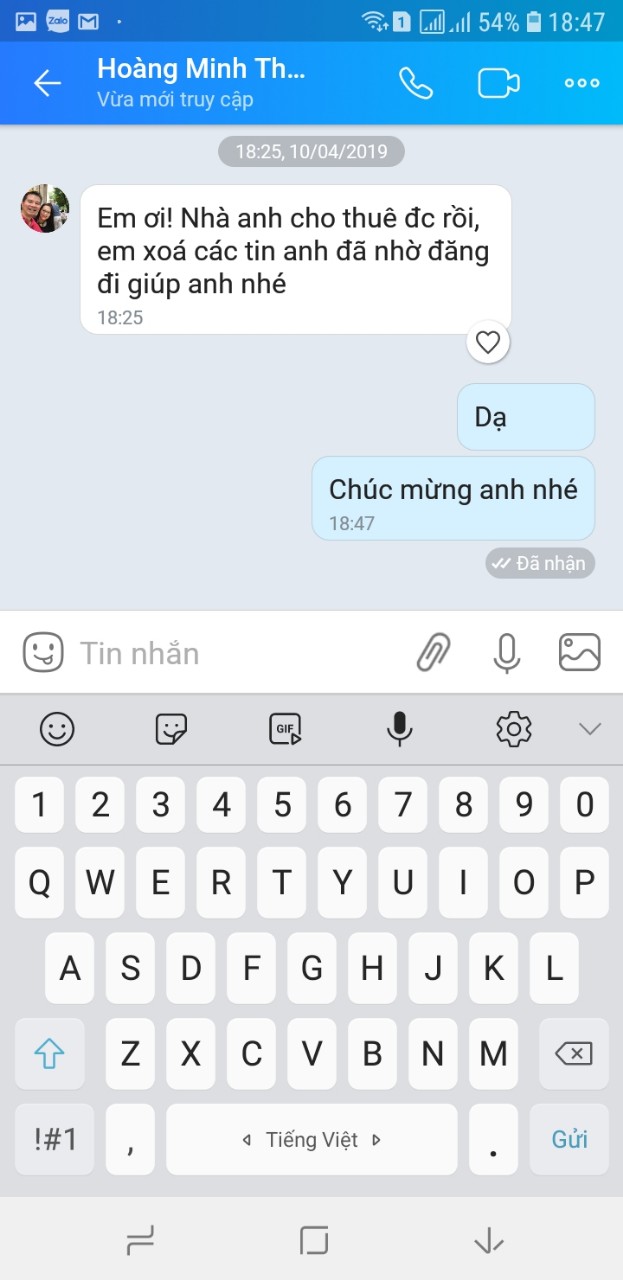 Zalo
1
54%
18:47
Hoàng Minh Th...
Vừa mới truy cập
18:25, 10/04/2019
Em ơi! Nhà anh cho thuê đc rồi,
em xoá các tin anh đã nhờ đăng
đi giúp anh nhé
18:25
Dạ
Chúc mừng anh nhé
18:47
Đã nhận
Tin nhắn
GIF
1 2 3 4 5 6 7 8 9 0
Q W E R T Y U I O P
A S D F G H J K L
Z X C V B N M
!#1 , Tiếng Việt . Gửi